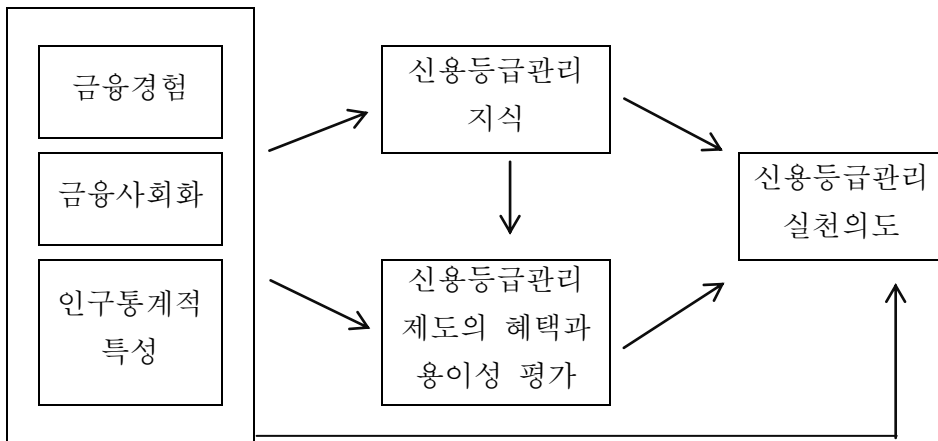 금융경험
금융사회화
인구통계적
특성
신용등급관리
지식
신용등급관리
제도의 혜택과
용이성 평가
신용등급관리
실천의도